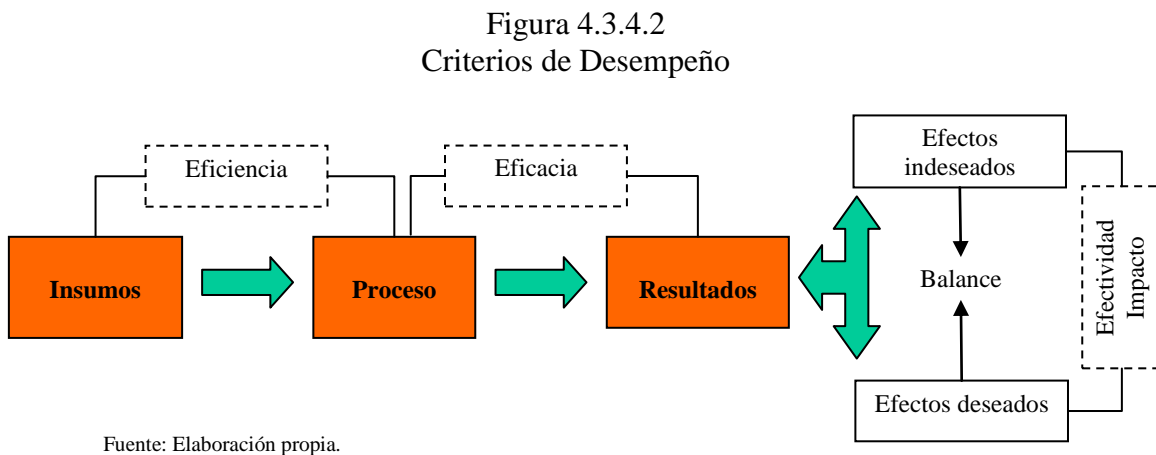 Figura 4.3.4.2
Criterios de Desempeño
Eficiencia
Eficacia
Efectos
indeseados
Insumos
Proceso
Resultados
Balance
Efectividad
Impacto
Efectos deseados
Fuente: Elaboración propia.